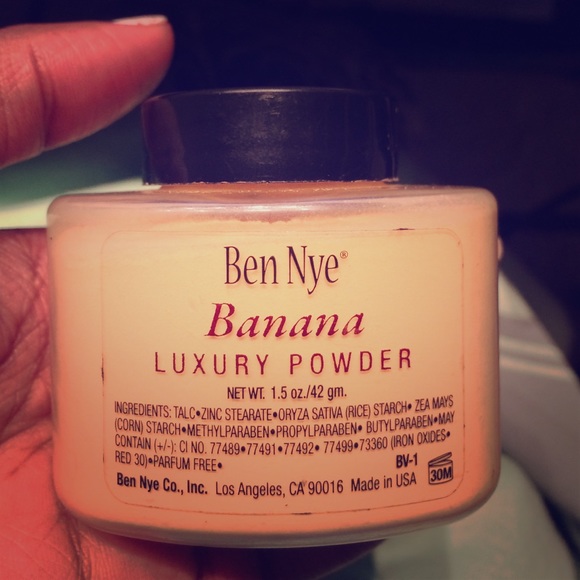 Ben Nye®
Banana
LUXURY POWDER
NET WT. 1.5 oz./42 gm.
INGREDIENTS: TALC•ZINC STEARATE•ORYZA SATIVA (RICE) STARCH• ZEA MAYS
(CORN) STARCH•METHYLPARABEN•PROPYLPARABEN• BUTYLPARABEN•MAY
CONTAIN (+/-): CI NO. 77489•77491•77492• 77499•73360 (IRON OXIDES•
RED 30)•PARFUM FREE•
BV-1
30M
Ben Nye Co., Inc. Los Angeles, CA 90016 Made in USA